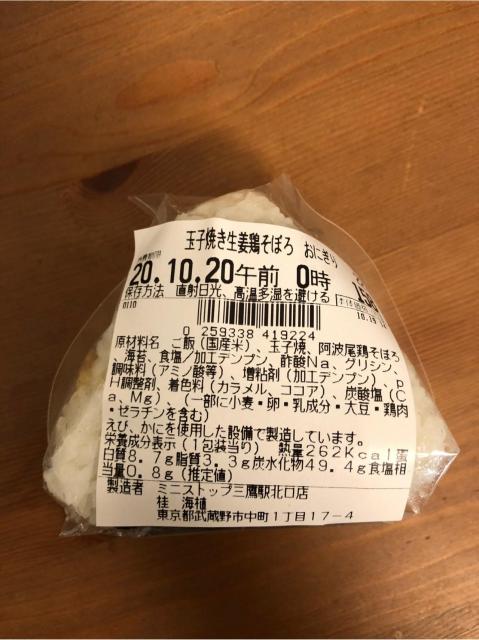 玉子焼き生姜鶏そぼろ おにぎり
20.10.20午前 0時
保存方法 直射日光、高温多湿を避ける
0110
0 259338 419224
原材料名 ご飯(国産米)、玉子焼、阿波尾鶏そぼろ
、海苔、食塩/加工デンプン、酢酸Na、グリシン、
調味料(アミノ酸等)、増粘剤(加工デンプン)、pH
H調整剤、着色料(カラメル、ココア)、炭酸塩(C
a、Mg)、(一部に小麦・卵・乳成分・大豆・鶏肉
・ゼラチンを含む)
えび、かにを使用した設備で製造しています。
栄養成分表示(1包装当り) 熱量262Kcal蛋
白質8.7g脂質3.3g炭水化物49.4g食塩相
当量0.8g(推定値)
製造者 ミニストップ三鷹駅北口店
桂 海植
東京都武蔵野市中町1丁目17-4